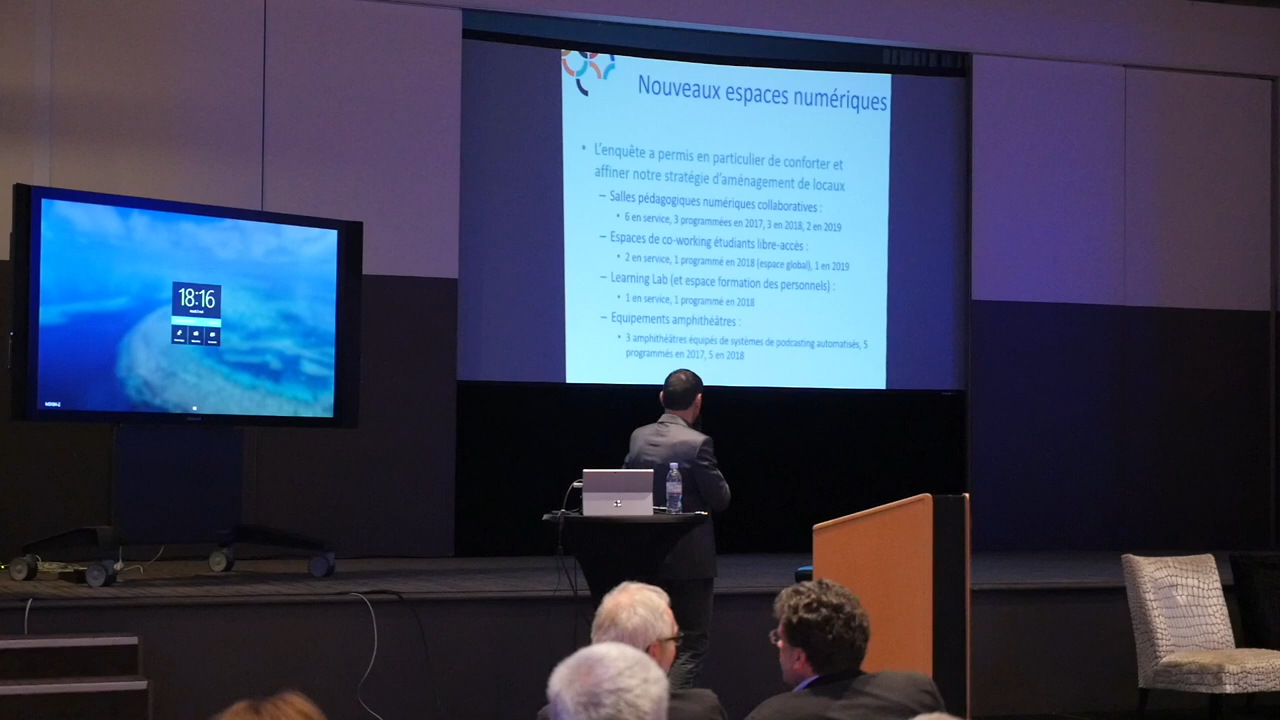 Nouveaux espaces numériques
• L'enquête a permis en particulier de conforter et
affiner notre stratégie d'aménagement de locaux
– Salles pédagogiques numériques collaboratives :
• 6 en service, 3 programmées en 2017, 3 en 2018, 2 en 2019
– Espaces de co-working étudiants libre-accès :
• 2 en service, 1 programmé en 2018 (espace global), 1 en 2019
– Learning Lab (et espace formation des personnels) :
• 1 en service, 1 programmé en 2018
– Equipements amphithéâtres :
• 3 amphithéâtres équipés de systèmes de podcasting automatisés, 5
programmés en 2017, 5 en 2018
18:16